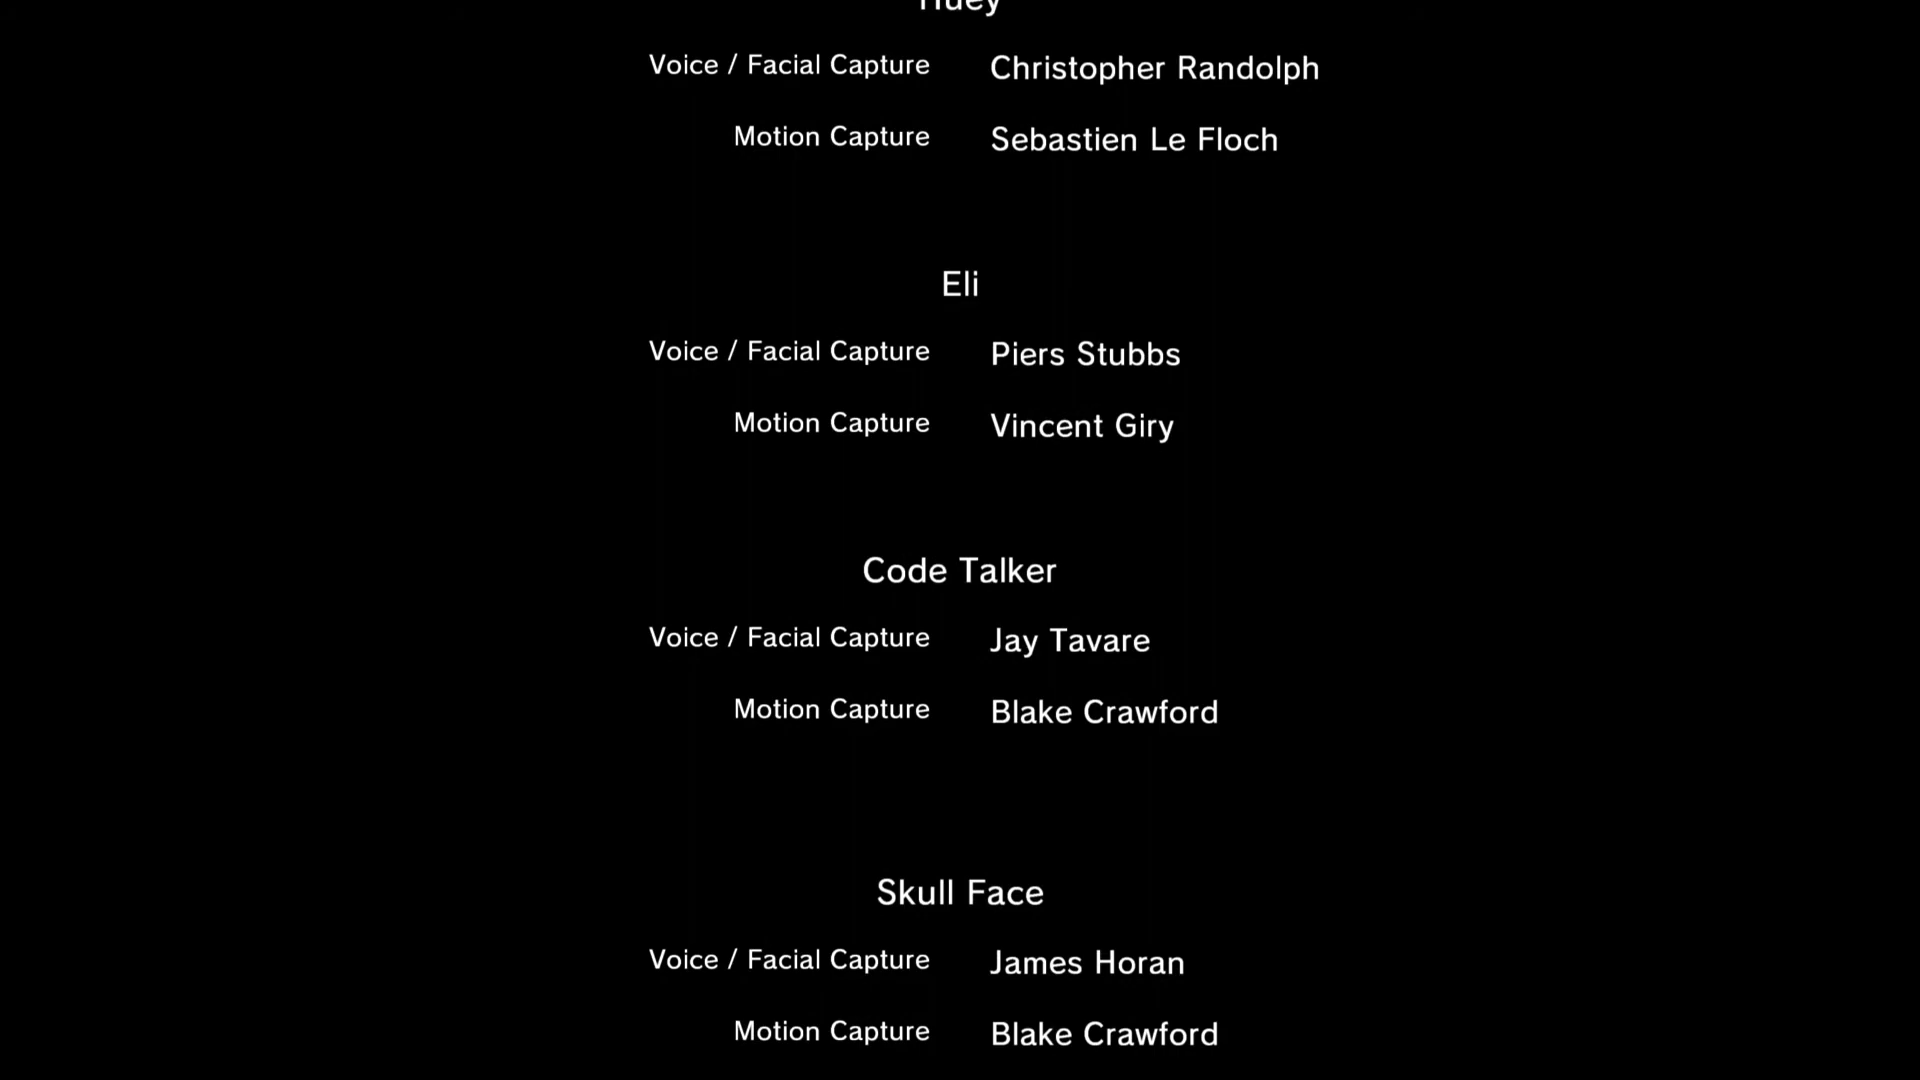 Huey
Voice / Facial Capture Christopher Randolph
Motion Capture Sebastien Le Floch
Eli
Voice / Facial Capture Piers Stubbs
Motion Capture Vincent Giry
Code Talker
Voice / Facial Capture Jay Tavare
Motion Capture Blake Crawford
Skull Face
Voice / Facial Capture James Horan
Motion Capture Blake Crawford